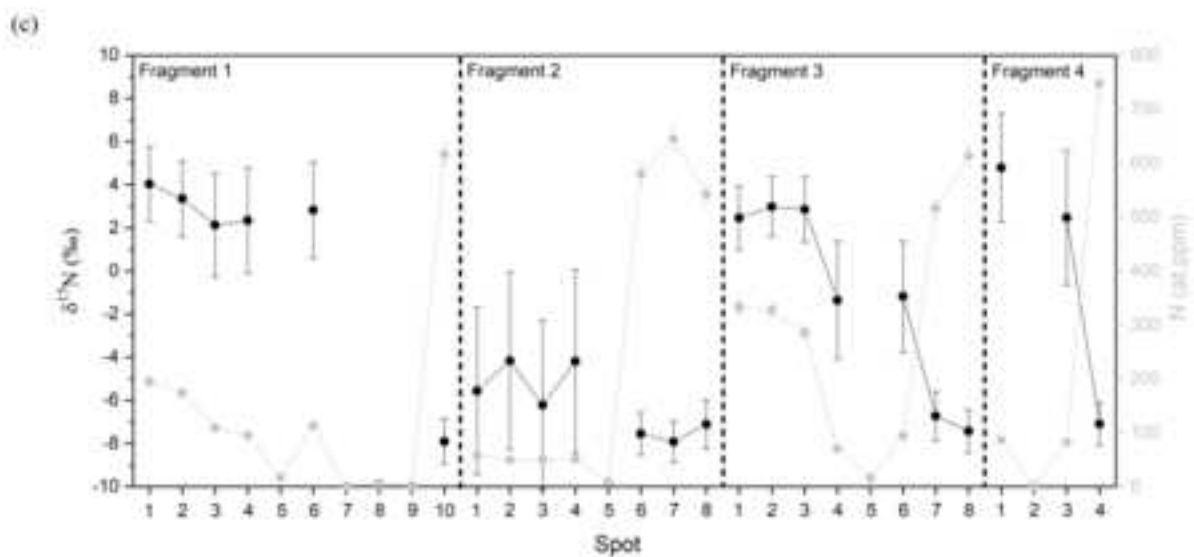 (c)
Fragment 1
Fragment 2
Fragment 3
Fragment 4
10
8
6
4
2
0
-2
-4
-6
-8
-10
δ¹⁵N (‰)
800
700
600
500
400
300
200
100
0
N (at.ppm)
1 2 3 4 5 6 7 8 9 10 1 2 3 4 5 6 7 8 1 2 3 4 5 6 7 8 1 2 3 4
Spot